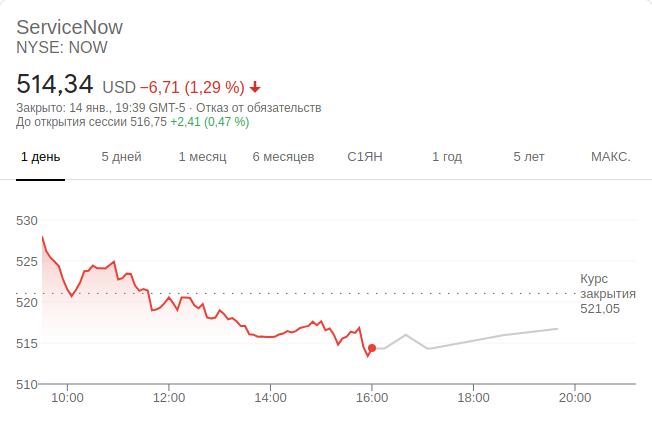 ServiceNow
NYSE: NOW
514,34 USD −6,71 (1,29 %)
Закрыто: 14 янв., 19:39 GMT-5 · Отказ от обязательств
До открытия сессии 516,75 +2,41 (0,47 %)
1 день 5 дней 1 месяц 6 месяцев С1ЯН 1 год 5 лет МАКС.
530
525
Курс
закрытия
521,05
520
515
510
10:00 12:00 14:00 16:00 18:00 20:00